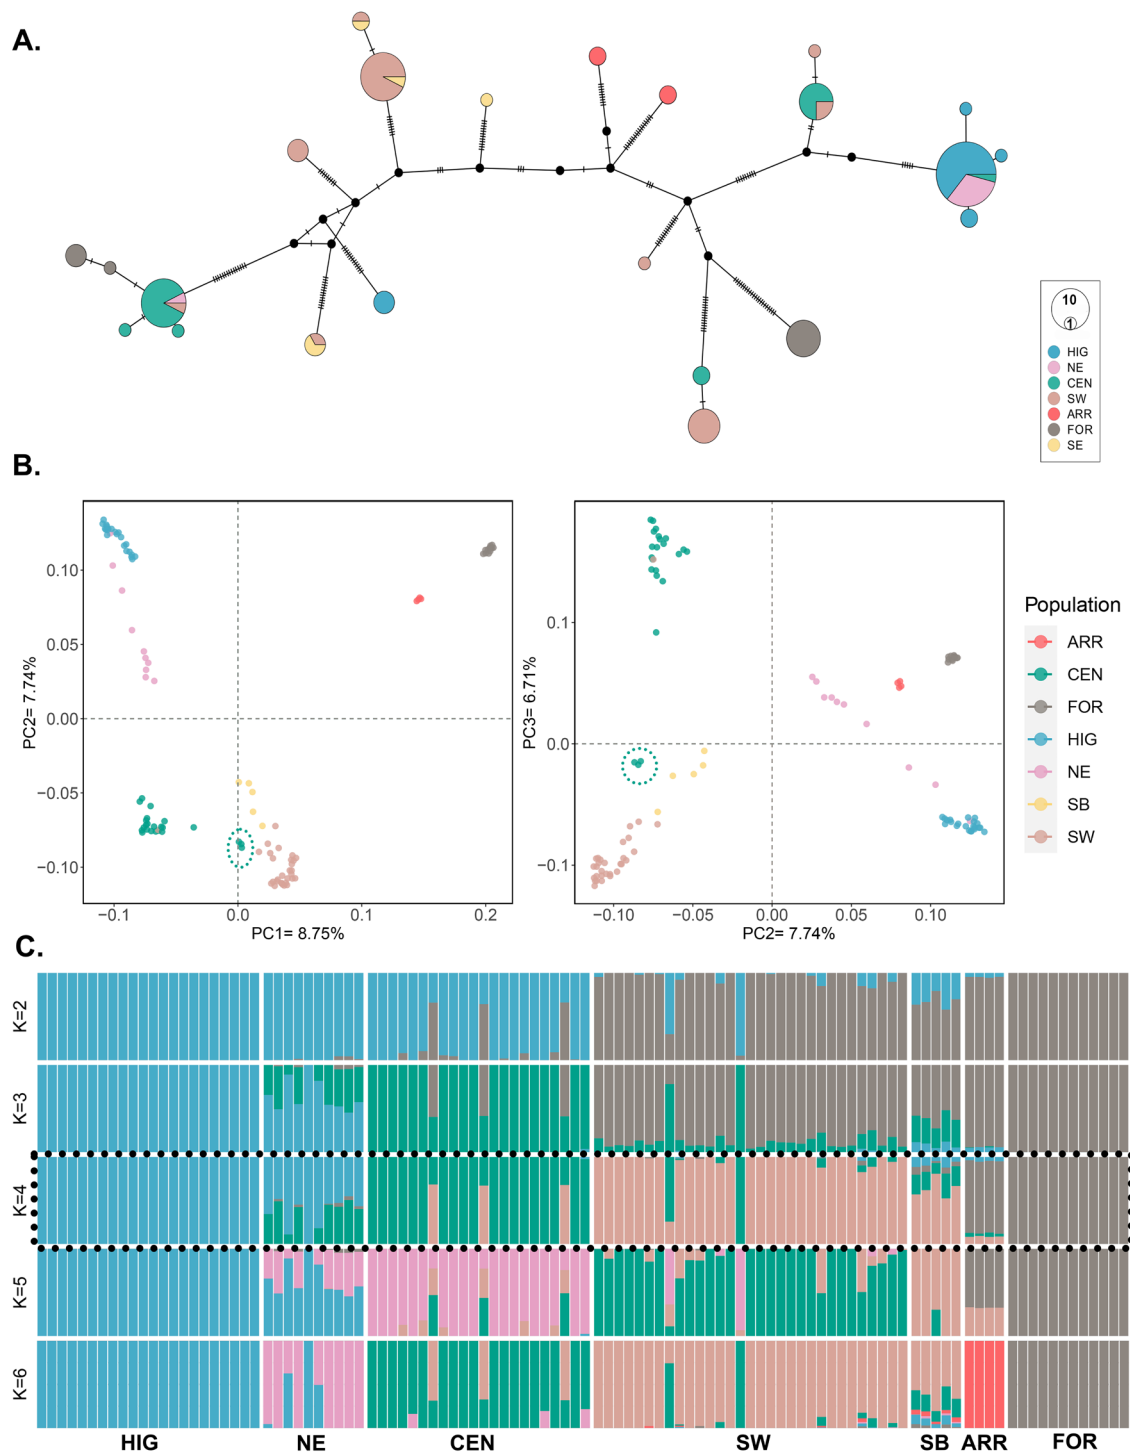 A.
10
1
HIG
NE
CEN
SW
ARR
FOR
SE
B.
0.10
0.05
0.00
−0.05
−0.10
PC2= 7.74%
−0.1
0.0
0.1
0.2
PC1= 8.75%
0.1
0.0
−0.1
PC3= 6.71%
−0.10
−0.05
0.00
0.05
0.10
PC2= 7.74%
Population
ARR
CEN
FOR
HIG
NE
SB
SW
C.
K=2
K=3
K=4
K=5
K=6
HIG NE CEN SW SB ARR FOR